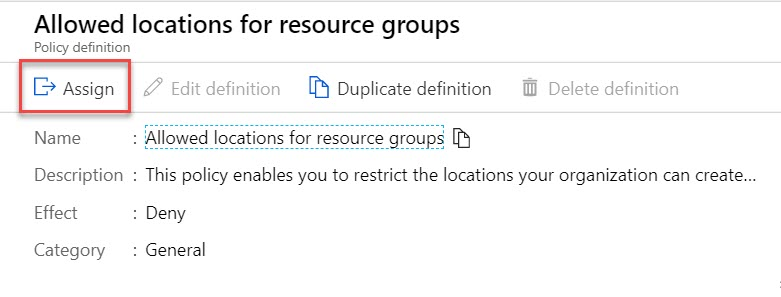 Allowed locations for resource groups
Policy definition
Assign Edit definition Duplicate definition Delete definition
Name : Allowed locations for resource groups
Description : This policy enables you to restrict the locations your organization can create...
Effect : Deny
Category : General